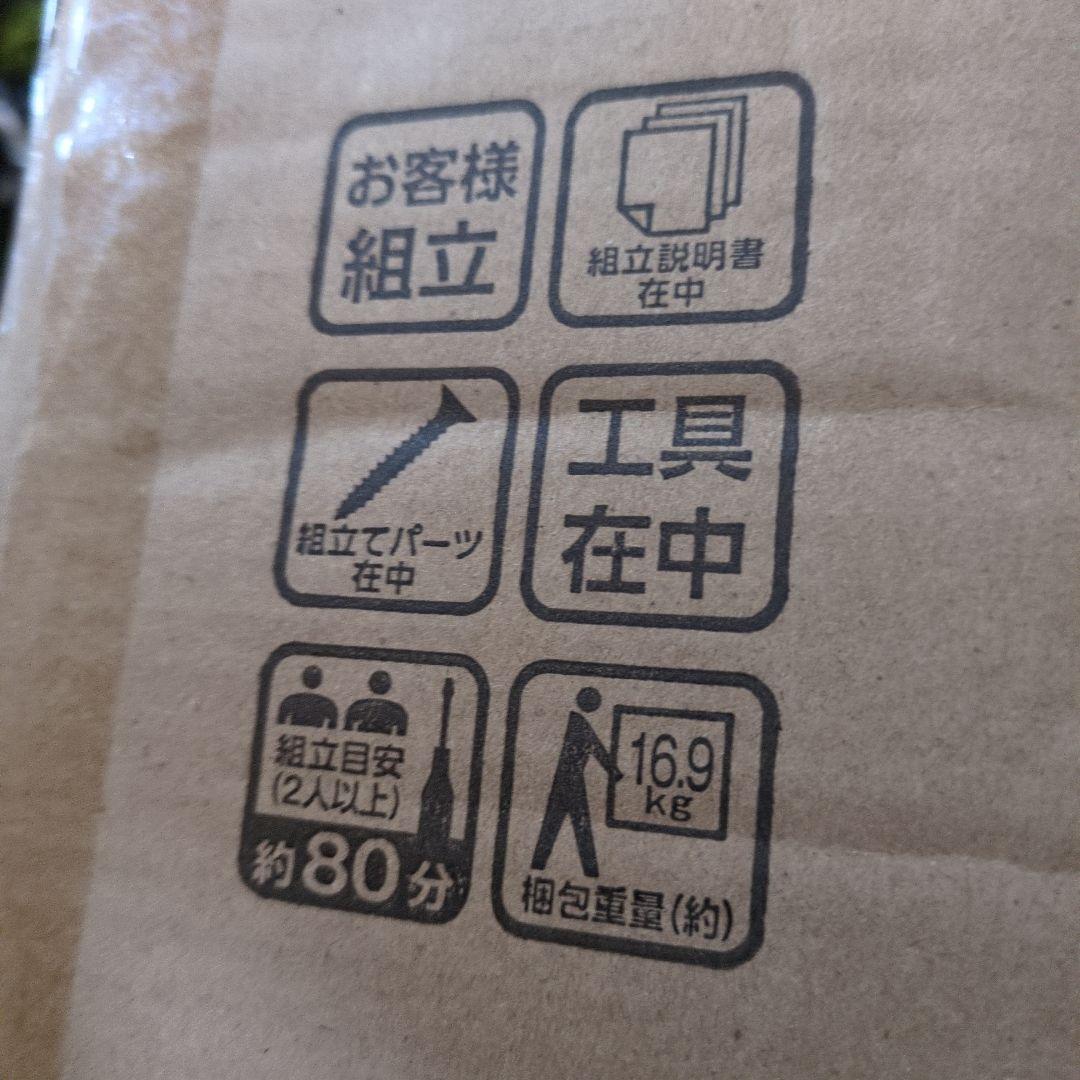 お客様
組立
組立説明書
在中
組立てパーツ
在中
工具
在中
組立目安
(2人以上)
約80分
16.9
kg
梱包重量(約)